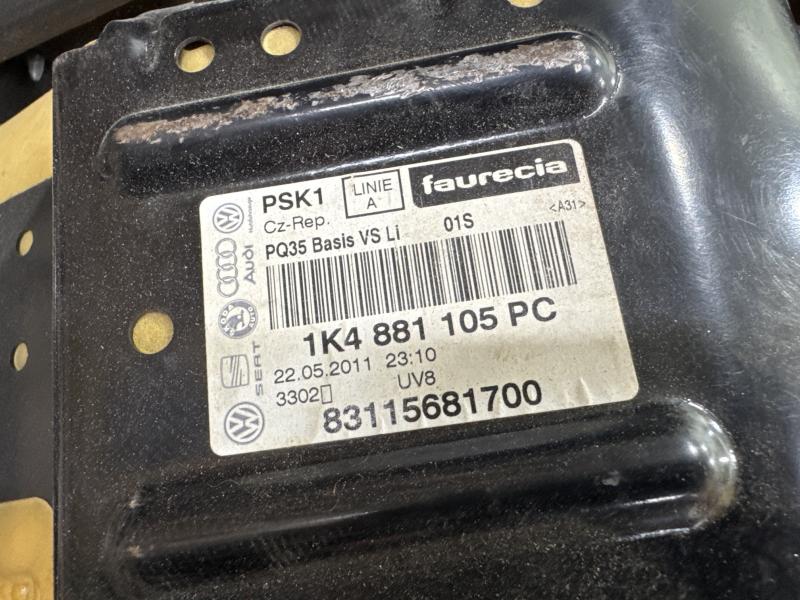 PSK1
LINIE
A
faurecia
Cz-Rep.
<A31>
PQ35 Basis VS Li 01S
Audi
1K4 881 105 PC
SEAT
22.05.2011 23:10
3302 UV8
83115681700